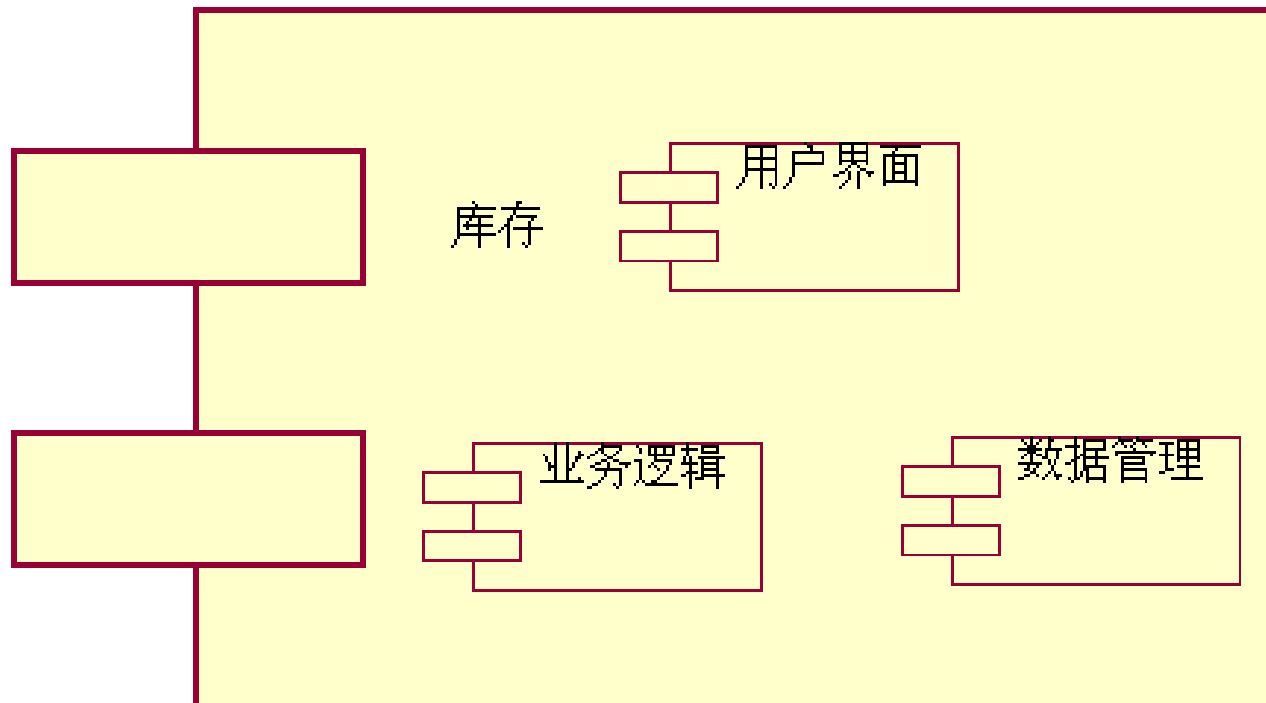 用户界面
库存
业务逻辑
数据管理